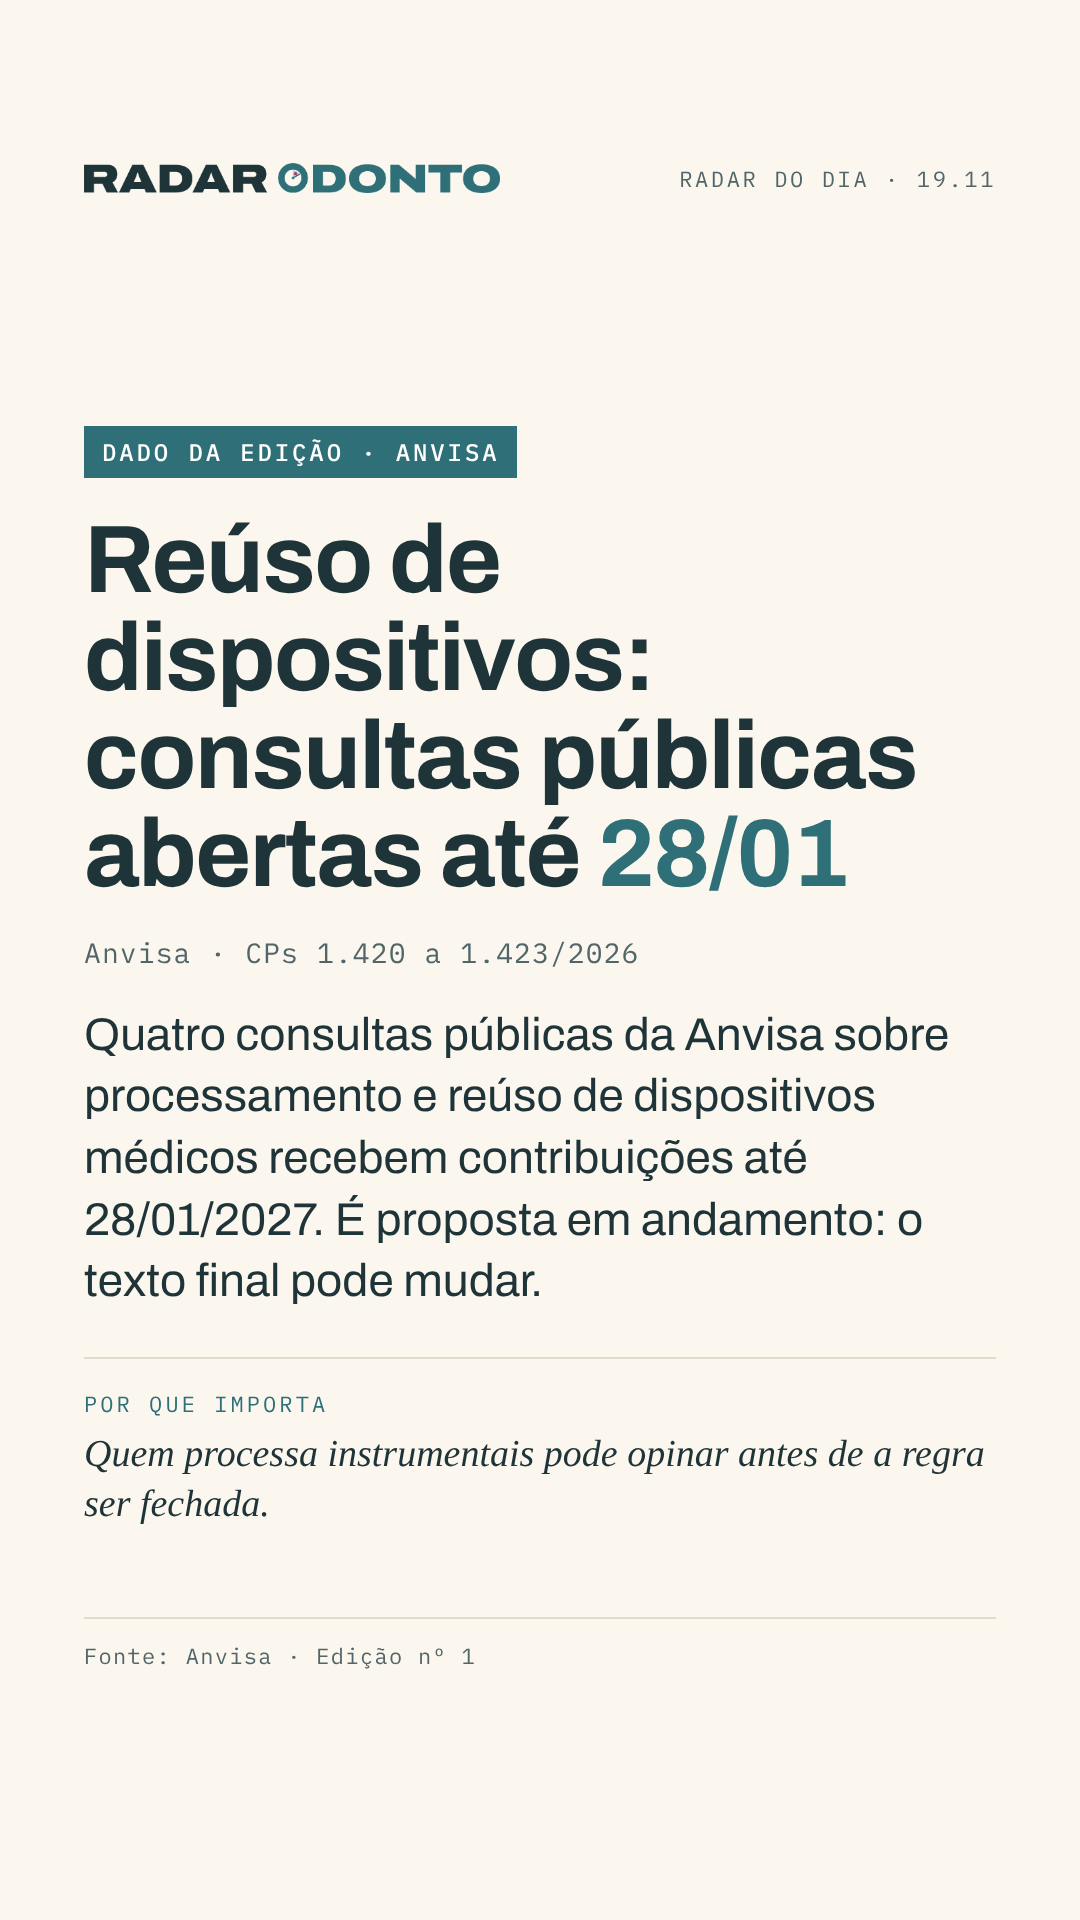 RADAR ODONTO
RADAR DO DIA · 19.11
DADO DA EDIÇÃO · ANVISA
Reúso de
dispositivos:
consultas públicas
abertas até 28/01
Anvisa · CPs 1.420 a 1.423/2026
Quatro consultas públicas da Anvisa sobre
processamento e reúso de dispositivos
médicos recebem contribuições até
28/01/2027. É proposta em andamento: o
texto final pode mudar.
POR QUE IMPORTA
Quem processa instrumentais pode opinar antes de a regra
ser fechada.
Fonte: Anvisa · Edição nº 1